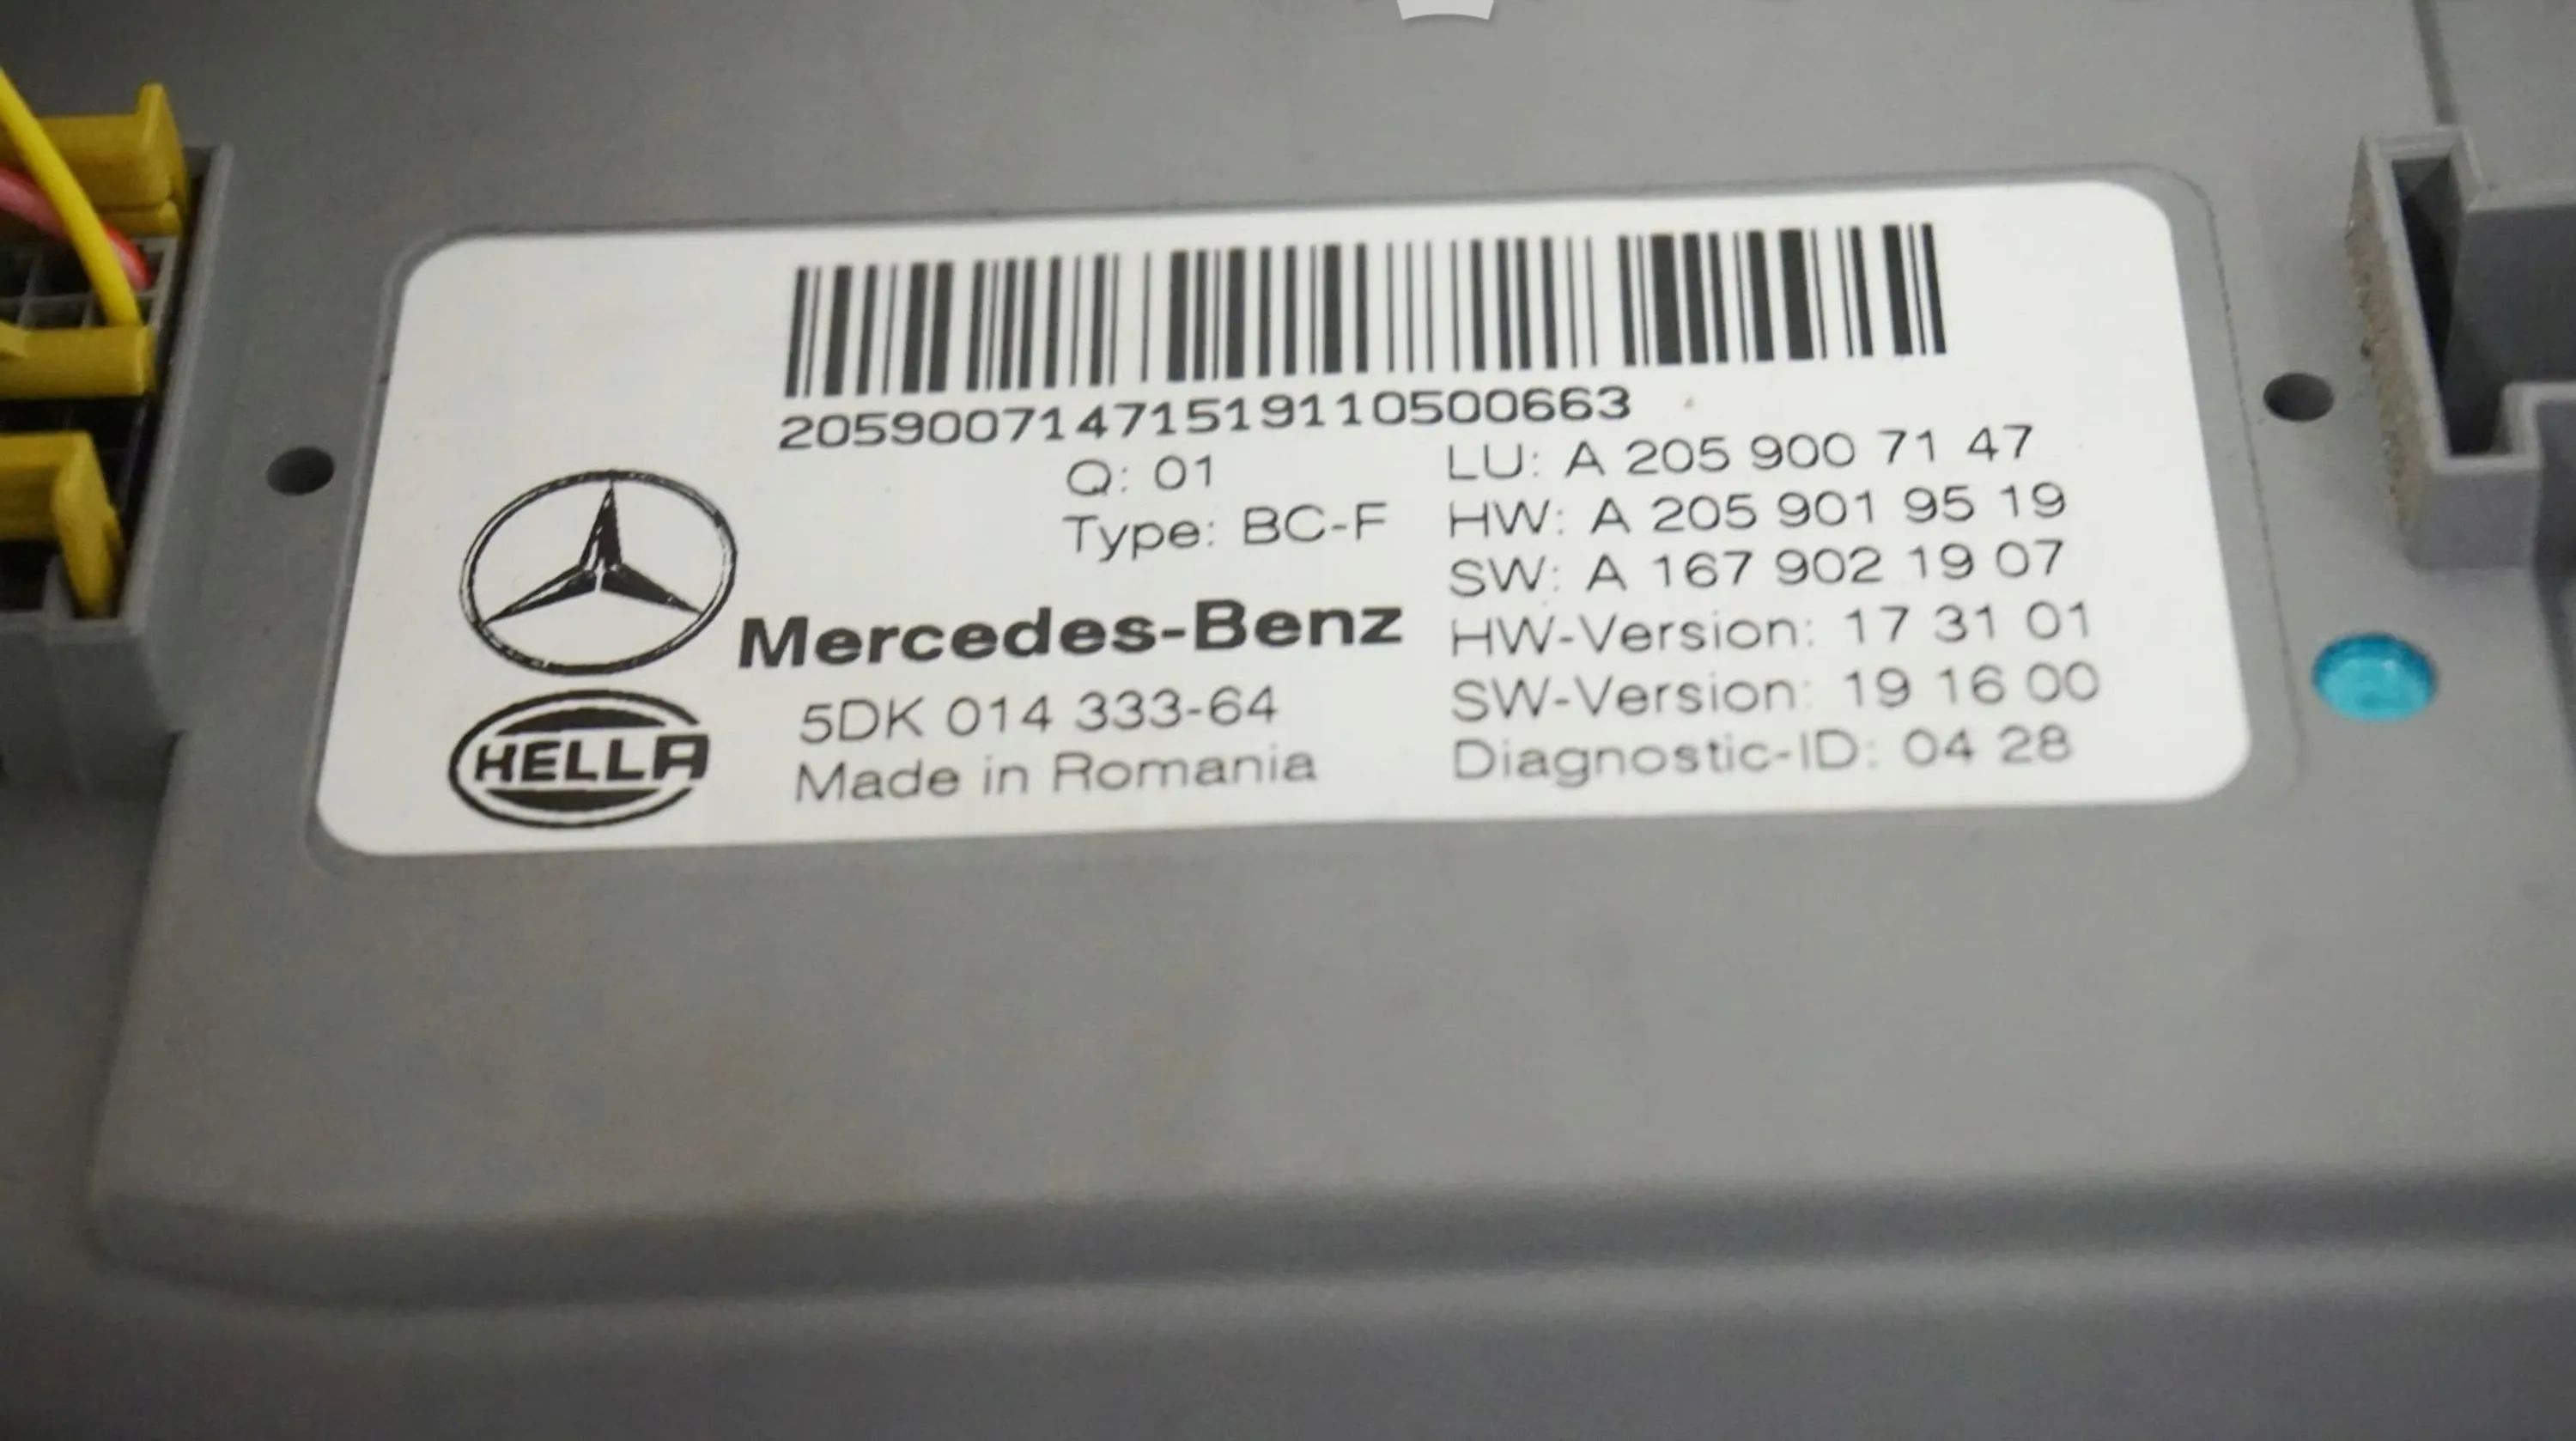 20590071471519110500663
Q: 01
Type: BC-F
Mercedes-Benz
HELLA
5DK 014 333-64
Made in Romania
LU: A 205 900 71 47
HW: A 205 901 95 19
SW: A 167 902 19 07
HW-Version: 17 31 01
SW-Version: 19 16 00
Diagnostic-ID: 04 28